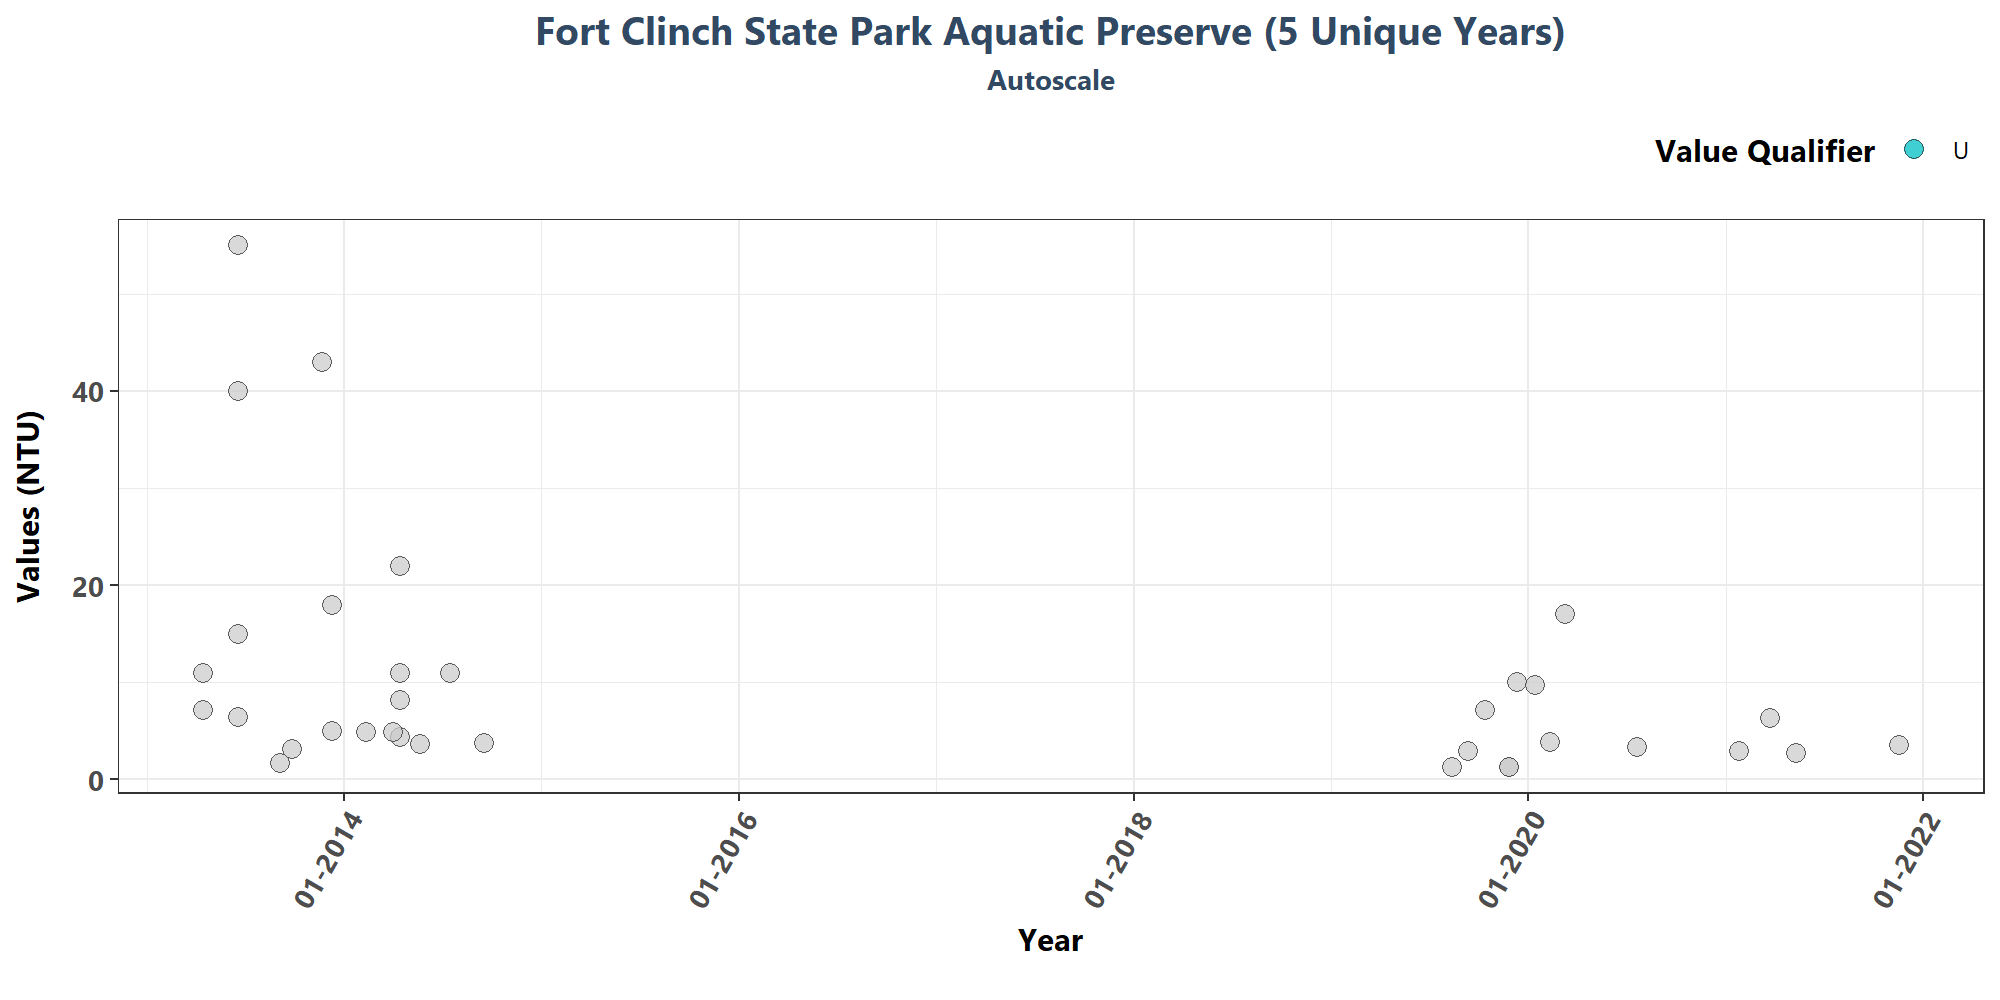 Fort Clinch State Park Aquatic Preserve (5 Unique Years)
Autoscale
Value Qualifier U
Values (NTU)
40
20
0
01-2014 01-2016 01-2018 01-2020 01-2022
Year